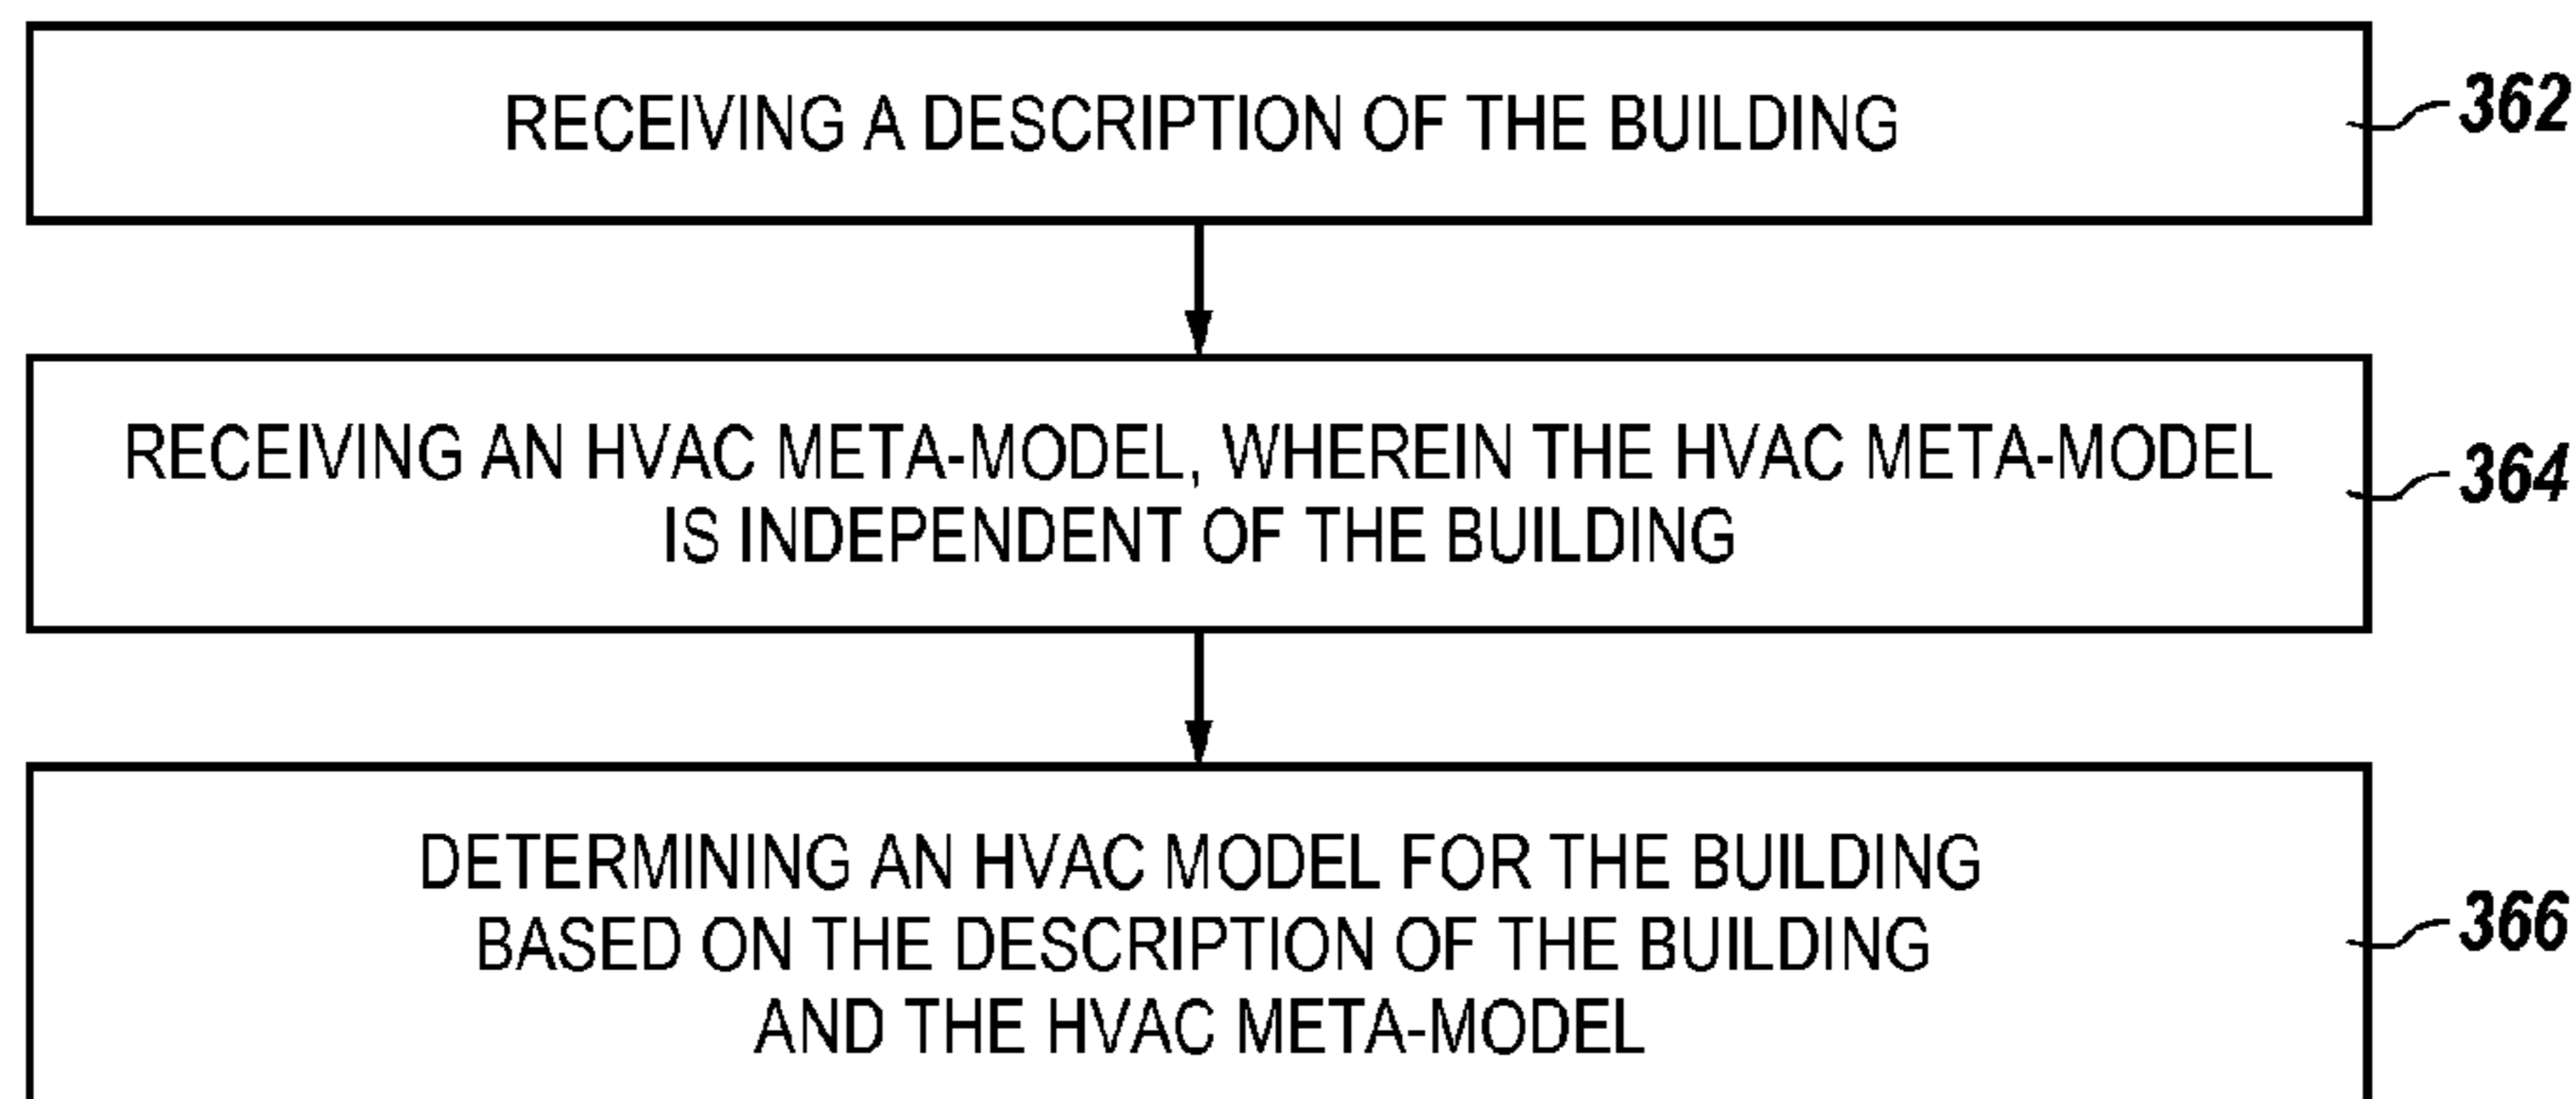 RECEIVING A DESCRIPTION OF THE BUILDING
362
RECEIVING AN HVAC META-MODEL, WHEREIN THE HVAC META-MODEL
IS INDEPENDENT OF THE BUILDING
364
DETERMINING AN HVAC MODEL FOR THE BUILDING
BASED ON THE DESCRIPTION OF THE BUILDING
AND THE HVAC META-MODEL
366